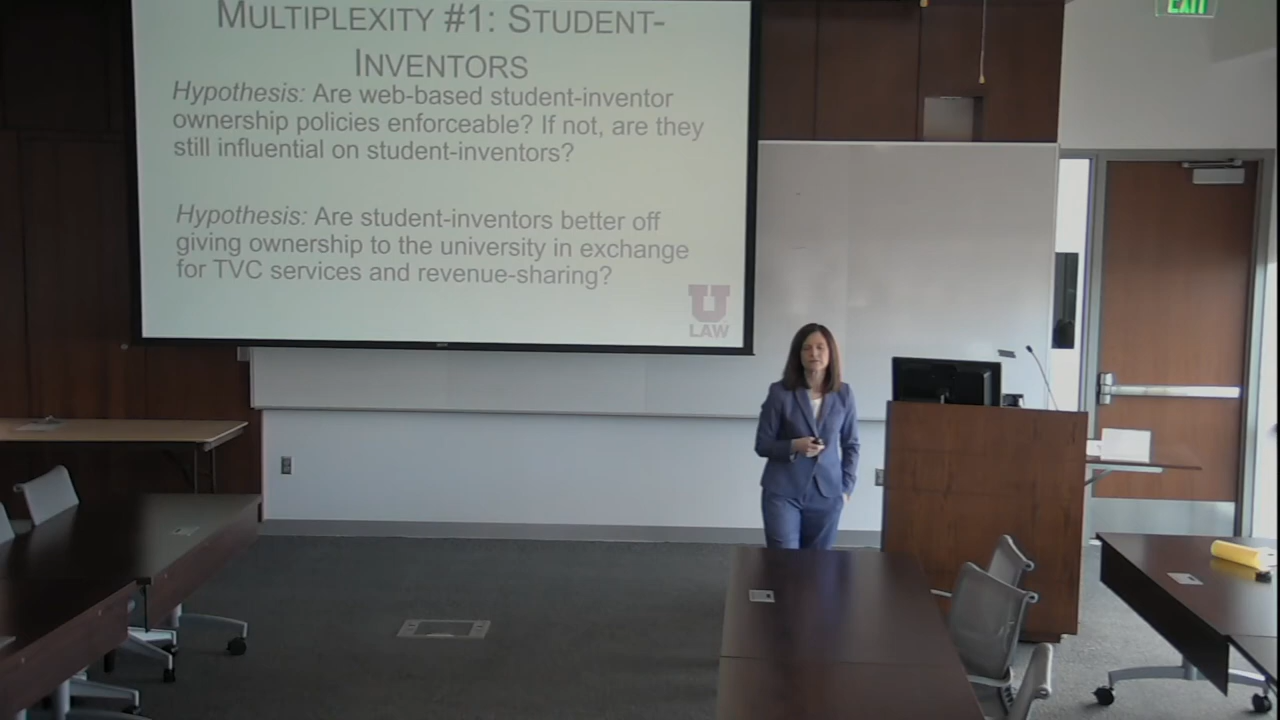 MULTIPLEXITY #1: STUDENT-
INVENTORS
Hypothesis: Are web-based student-inventor
ownership policies enforceable? If not, are they
still influential on student-inventors?
Hypothesis: Are student-inventors better off
giving ownership to the university in exchange
for TVC services and revenue-sharing?
U
LAW
EXIT